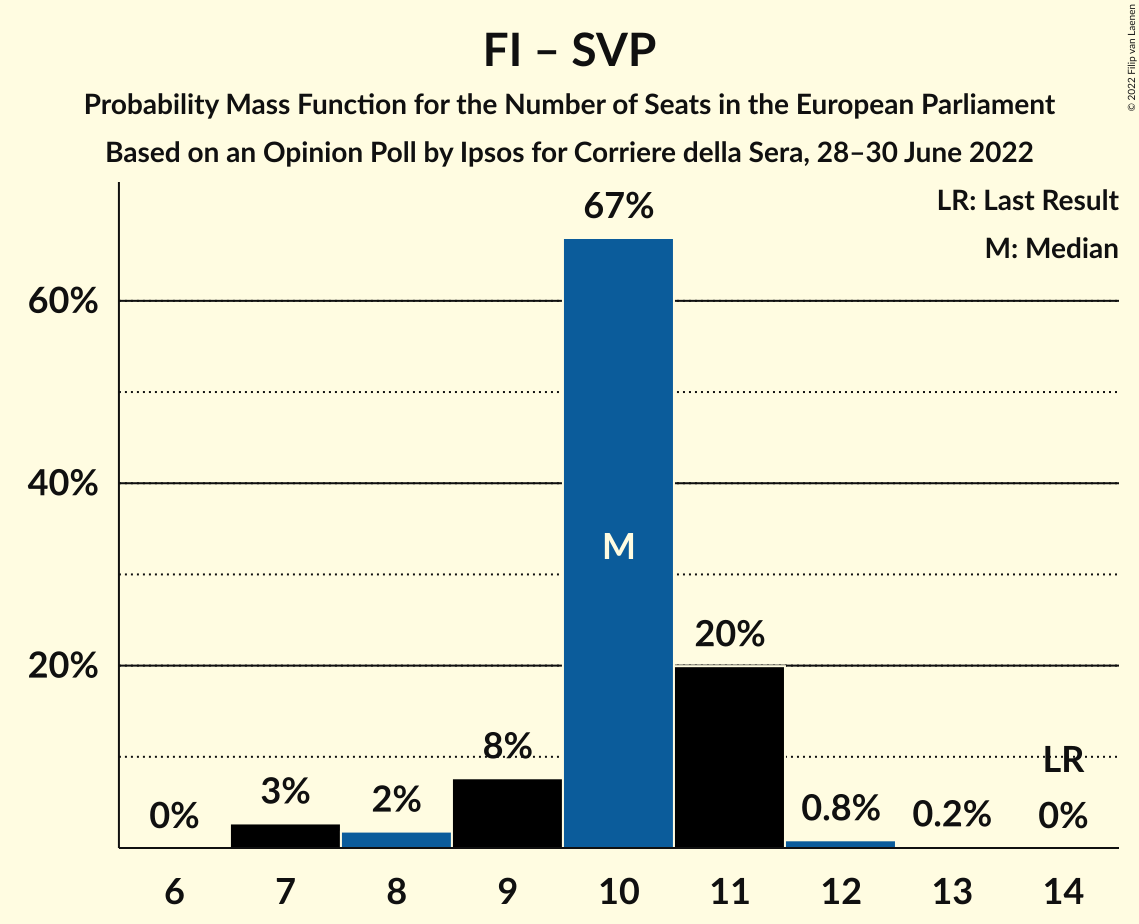 FI – SVP
Probability Mass Function for the Number of Seats in the European Parliament
Based on an Opinion Poll by Ipsos for Corriere della Sera, 28–30 June 2022
© 2022 Filip van Laenen
LR: Last Result
M: Median
60%
40%
20%
0%
3%
2%
8%
67%
M
20%
0.8%
0.2%
LR
0%
6
7
8
9
10
11
12
13
14